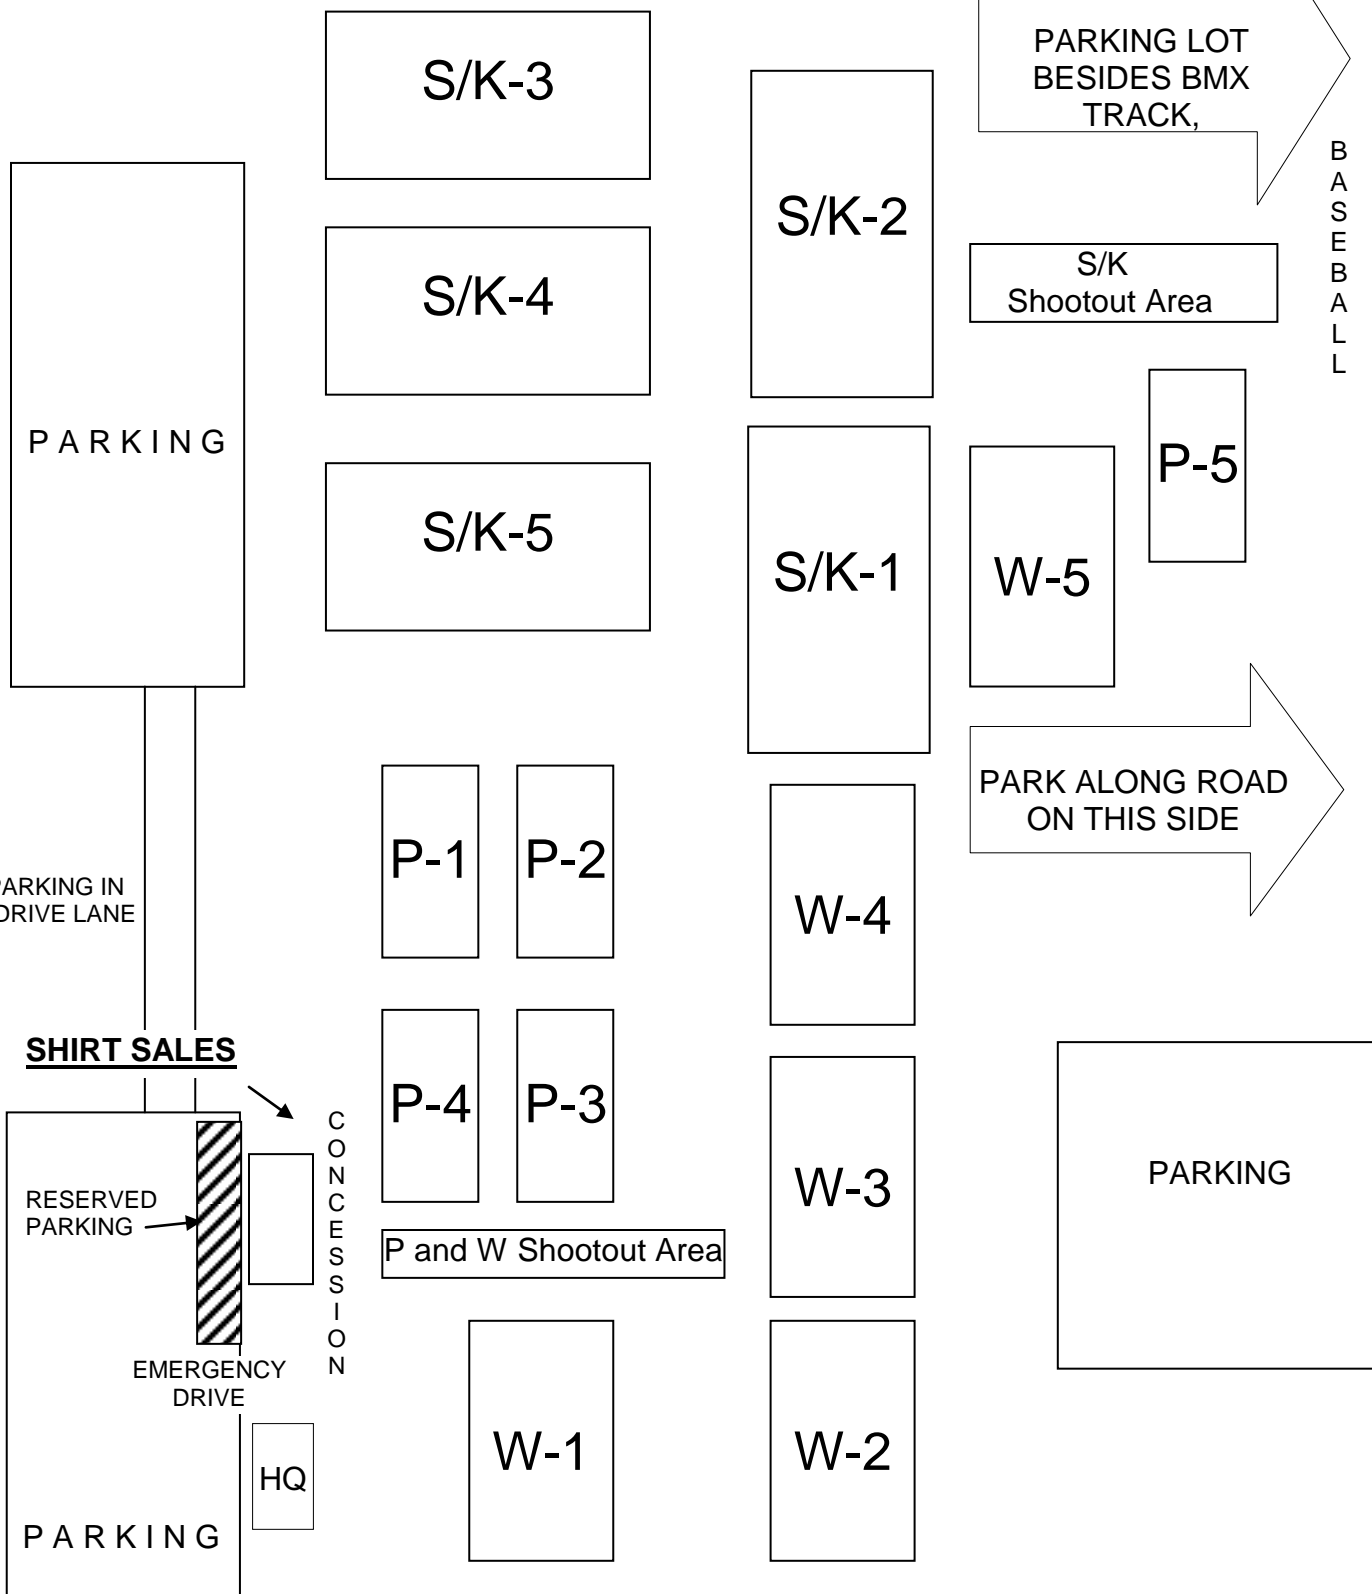 PARKING LOT
BESIDES BMX
TRACK,
S/K-3
S/K-2
BASEBALL
S/K-4
S/K
Shootout Area
PARKING
S/K-5
S/K-1
W-5
P-5
PARK ALONG ROAD
ON THIS SIDE
P-1
P-2
PARKING IN
DRIVE LANE
W-4
SHIRT SALES
P-4
P-3
CONCESSION
W-3
PARKING
RESERVED
PARKING
P and W Shootout Area
EMERGENCY
DRIVE
W-1
W-2
HQ
PARKING